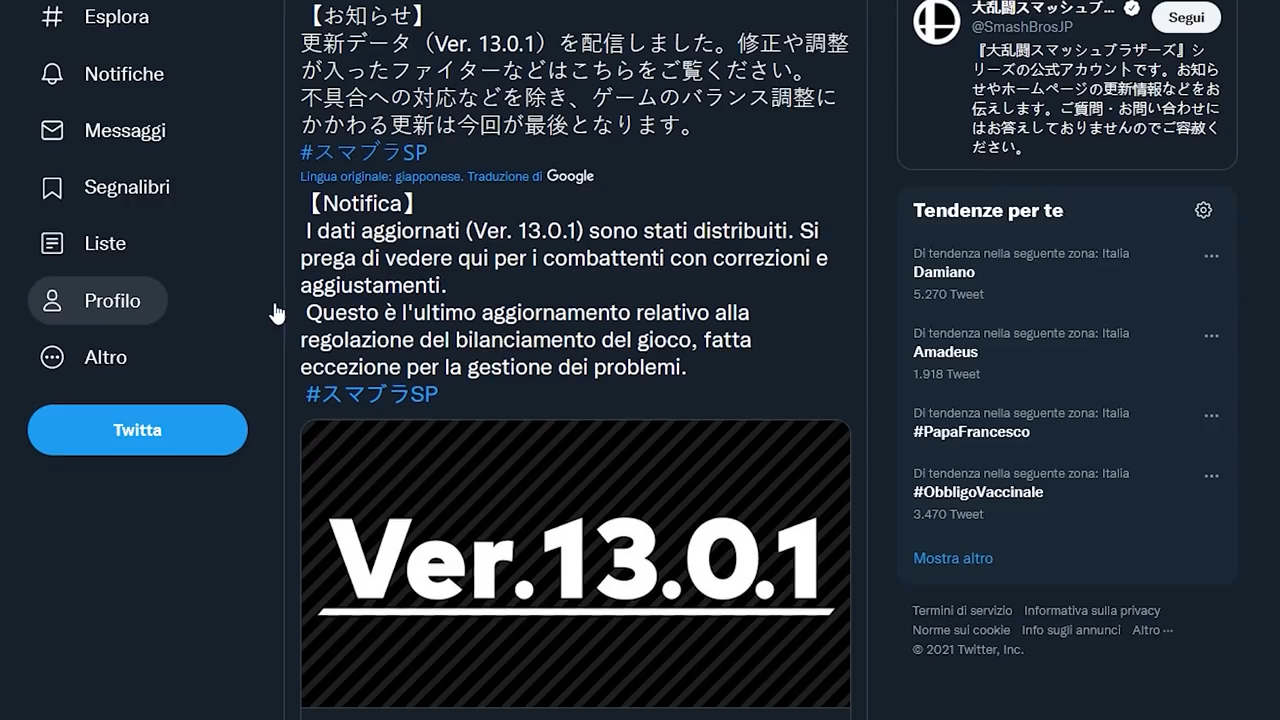 Esplora
Notifiche
Messaggi
Segnalibri
Liste
Profilo
Altro
Twitta
【お知らせ】
更新データ（Ver. 13.0.1）を配信しました。修正や調整
が入ったファイターなどはこちらをご覧ください。
不具合への対応などを除き、ゲームのバランス調整に
かかわる更新は今回が最後となります。
#スマブラSP
Lingua originale: giapponese. Traduzione di Google
【Notifica】
I dati aggiornati (Ver. 13.0.1) sono stati distribuiti. Si
prega di vedere qui per i combattenti con correzioni e
aggiustamenti.
Questo è l'ultimo aggiornamento relativo alla
regolazione del bilanciamento del gioco, fatta
eccezione per la gestione dei problemi.
#スマブラSP
Ver.13.0.1
大乱闘スマッシュブ...
@SmashBrosJP
Segui
『大乱闘スマッシュブラザーズ』シ
リーズの公式アカウントです。お知ら
せやホームページの更新情報などをお
伝えします。ご質問・お問い合わせに
はお答えしておりませんのでご容赦く
ださい。
Tendenze per te
Di tendenza nella seguente zona: Italia
Damiano
5.270 Tweet
Di tendenza nella seguente zona: Italia
Amadeus
1.918 Tweet
Di tendenza nella seguente zona: Italia
#PapaFrancesco
Di tendenza nella seguente zona: Italia
#ObbligoVaccinale
3.470 Tweet
Mostra altro
Termini di servizio Informativa sulla privacy
Norme sui cookie Info sugli annunci Altro ···
© 2021 Twitter, Inc.